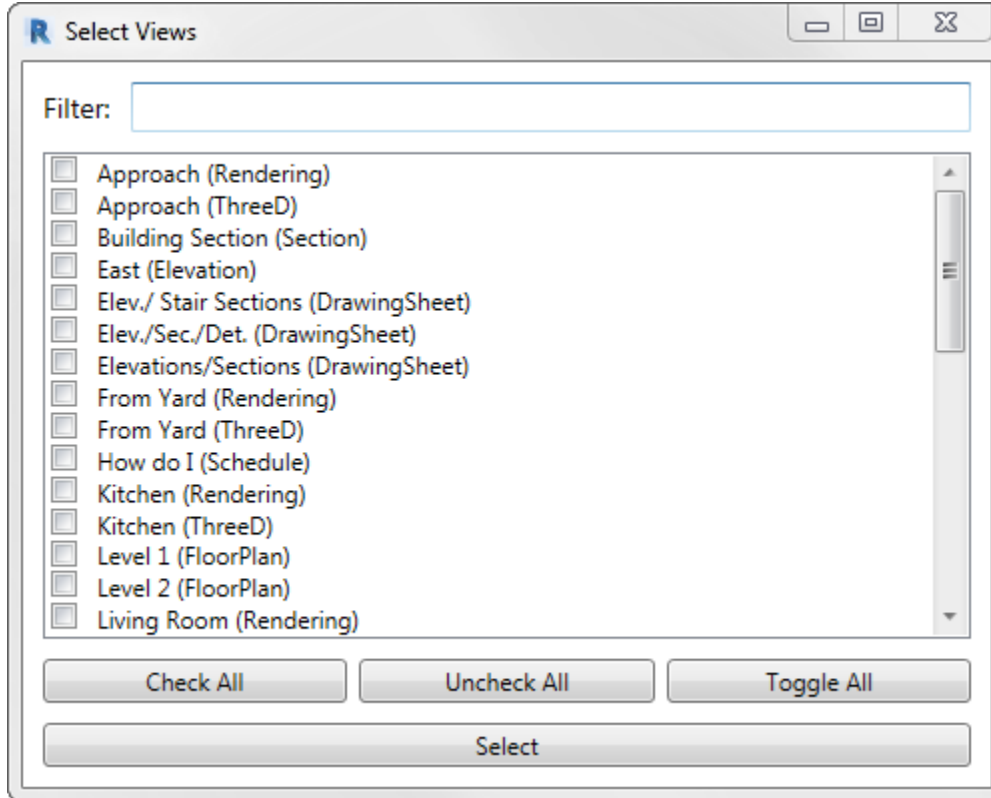 R Select Views
Filter:
Approach (Rendering)
Approach (ThreeD)
Building Section (Section)
East (Elevation)
Elev./ Stair Sections (DrawingSheet)
Elev./Sec./Det. (DrawingSheet)
Elevations/Sections (DrawingSheet)
From Yard (Rendering)
From Yard (ThreeD)
How do I (Schedule)
Kitchen (Rendering)
Kitchen (ThreeD)
Level 1 (FloorPlan)
Level 2 (FloorPlan)
Living Room (Rendering)
Check All Uncheck All Toggle All
Select